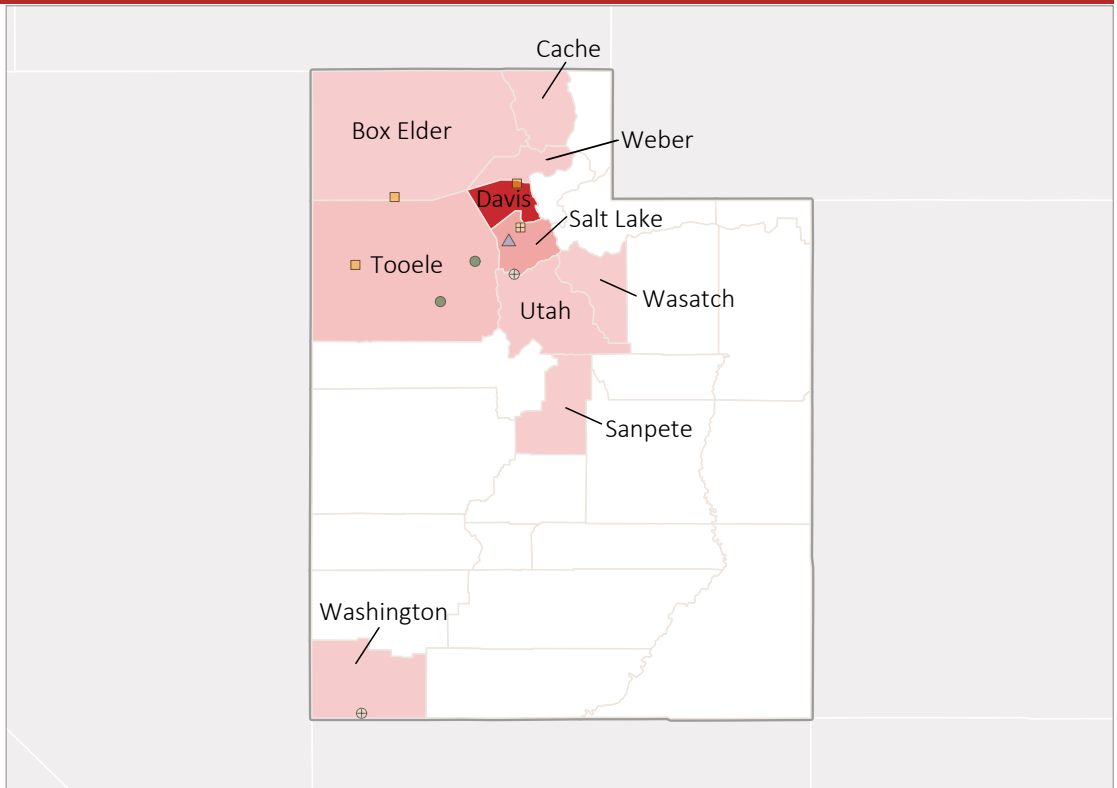 Cache
Box Elder
Weber
Davis
Salt Lake
Tooele
Wasatch
Utah
Sanpete
Washington